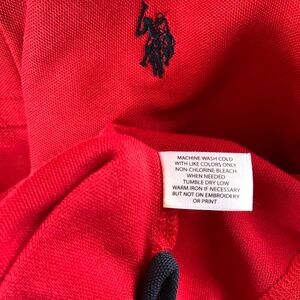 MACHINE WASH COLD
WITH LIKE COLORS ONLY
NON-CHLORINE BLEACH
WHEN NEEDED
TUMBLE DRY LOW
WARM IRON IF NECESSARY
BUT NOT ON EMBROIDERY
OR PRINT